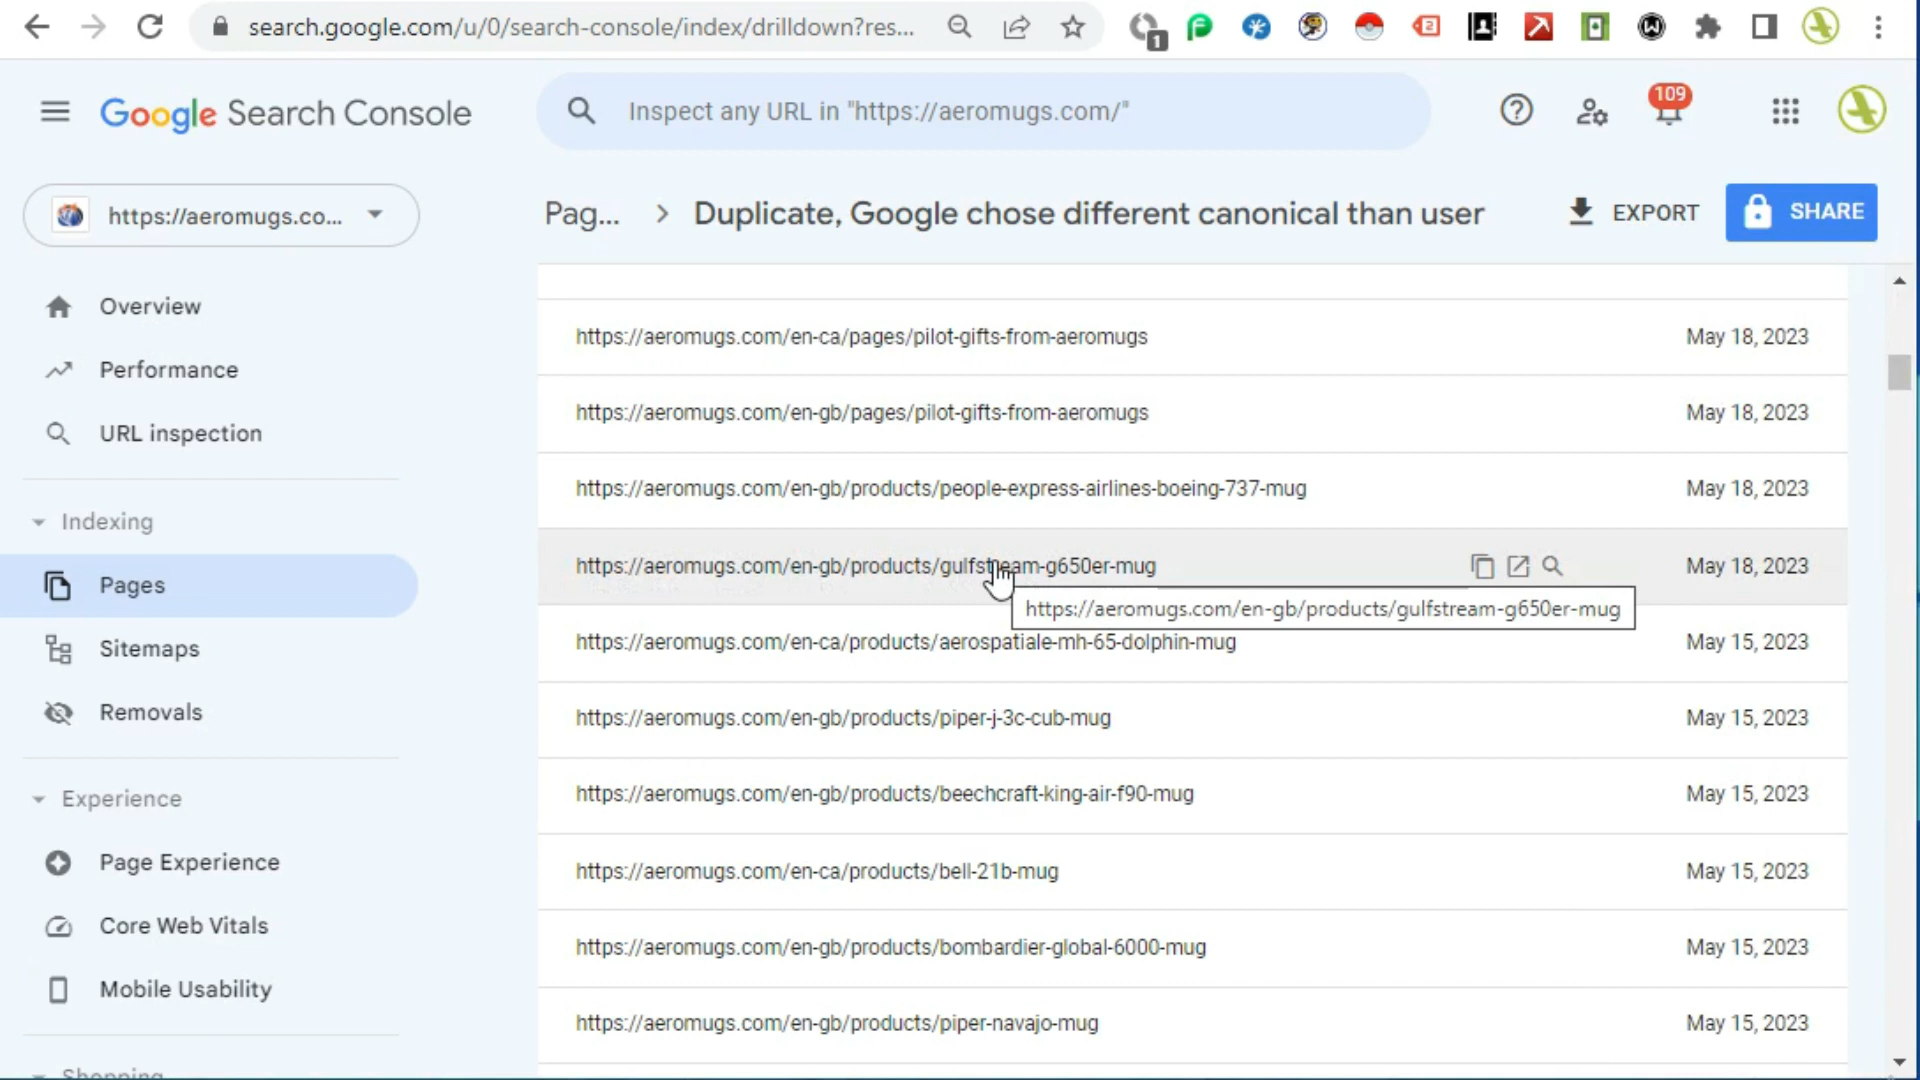 search.google.com/u/0/search-console/index/drilldown?res...
1
2
Google Search Console
Inspect any URL in "https://aeromugs.com/"
109
https://aeromugs.co...
Pag...
Duplicate, Google chose different canonical than user
EXPORT
SHARE
Overview
Performance
URL inspection
Indexing
Pages
Sitemaps
Removals
Experience
Page Experience
Core Web Vitals
Mobile Usability
Shopping
https://aeromugs.com/en-ca/pages/pilot-gifts-from-aeromugs May 18, 2023
https://aeromugs.com/en-gb/pages/pilot-gifts-from-aeromugs May 18, 2023
https://aeromugs.com/en-gb/products/people-express-airlines-boeing-737-mug May 18, 2023
https://aeromugs.com/en-gb/products/gulfstream-g650er-mug May 18, 2023
https://aeromugs.com/en-gb/products/gulfstream-g650er-mug
https://aeromugs.com/en-ca/products/aerospatiale-mh-65-dolphin-mug May 15, 2023
https://aeromugs.com/en-gb/products/piper-j-3c-cub-mug May 15, 2023
https://aeromugs.com/en-gb/products/beechcraft-king-air-f90-mug May 15, 2023
https://aeromugs.com/en-ca/products/bell-21b-mug May 15, 2023
https://aeromugs.com/en-gb/products/bombardier-global-6000-mug May 15, 2023
https://aeromugs.com/en-gb/products/piper-navajo-mug May 15, 2023